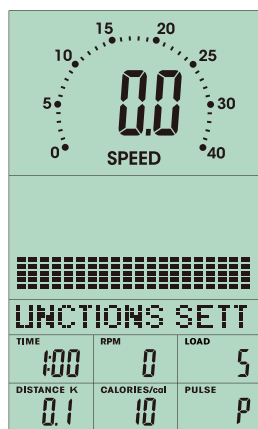 15 20
10 25
0.0
5 30
0 SPEED 40
UNCTIONS SETT
TIME RPM LOAD
1:00 0 5
DISTANCE K CALORIES/cal PULSE
0.1 10 P